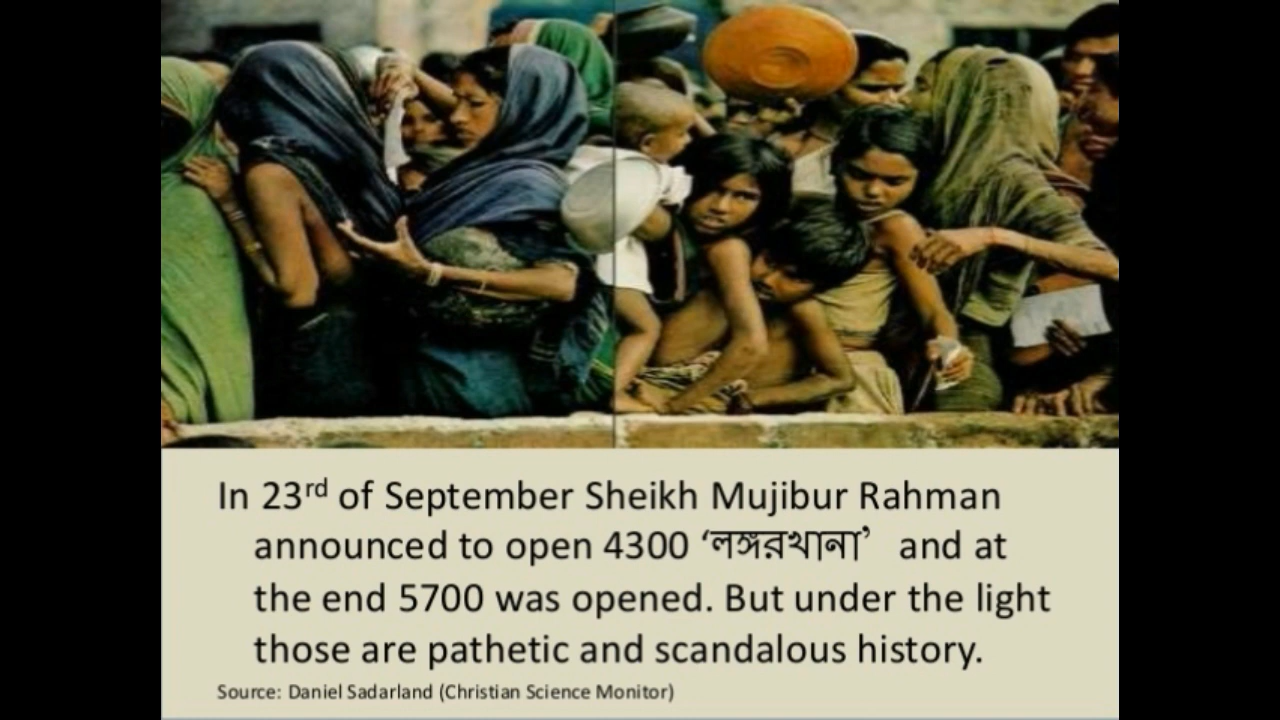 In 23rd of September Sheikh Mujibur Rahman
announced to open 4300 ‘লঙ্গরখানা’ and at
the end 5700 was opened. But under the light
those are pathetic and scandalous history.
Source: Daniel Sadarland (Christian Science Monitor)